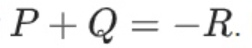 P + Q = −R.